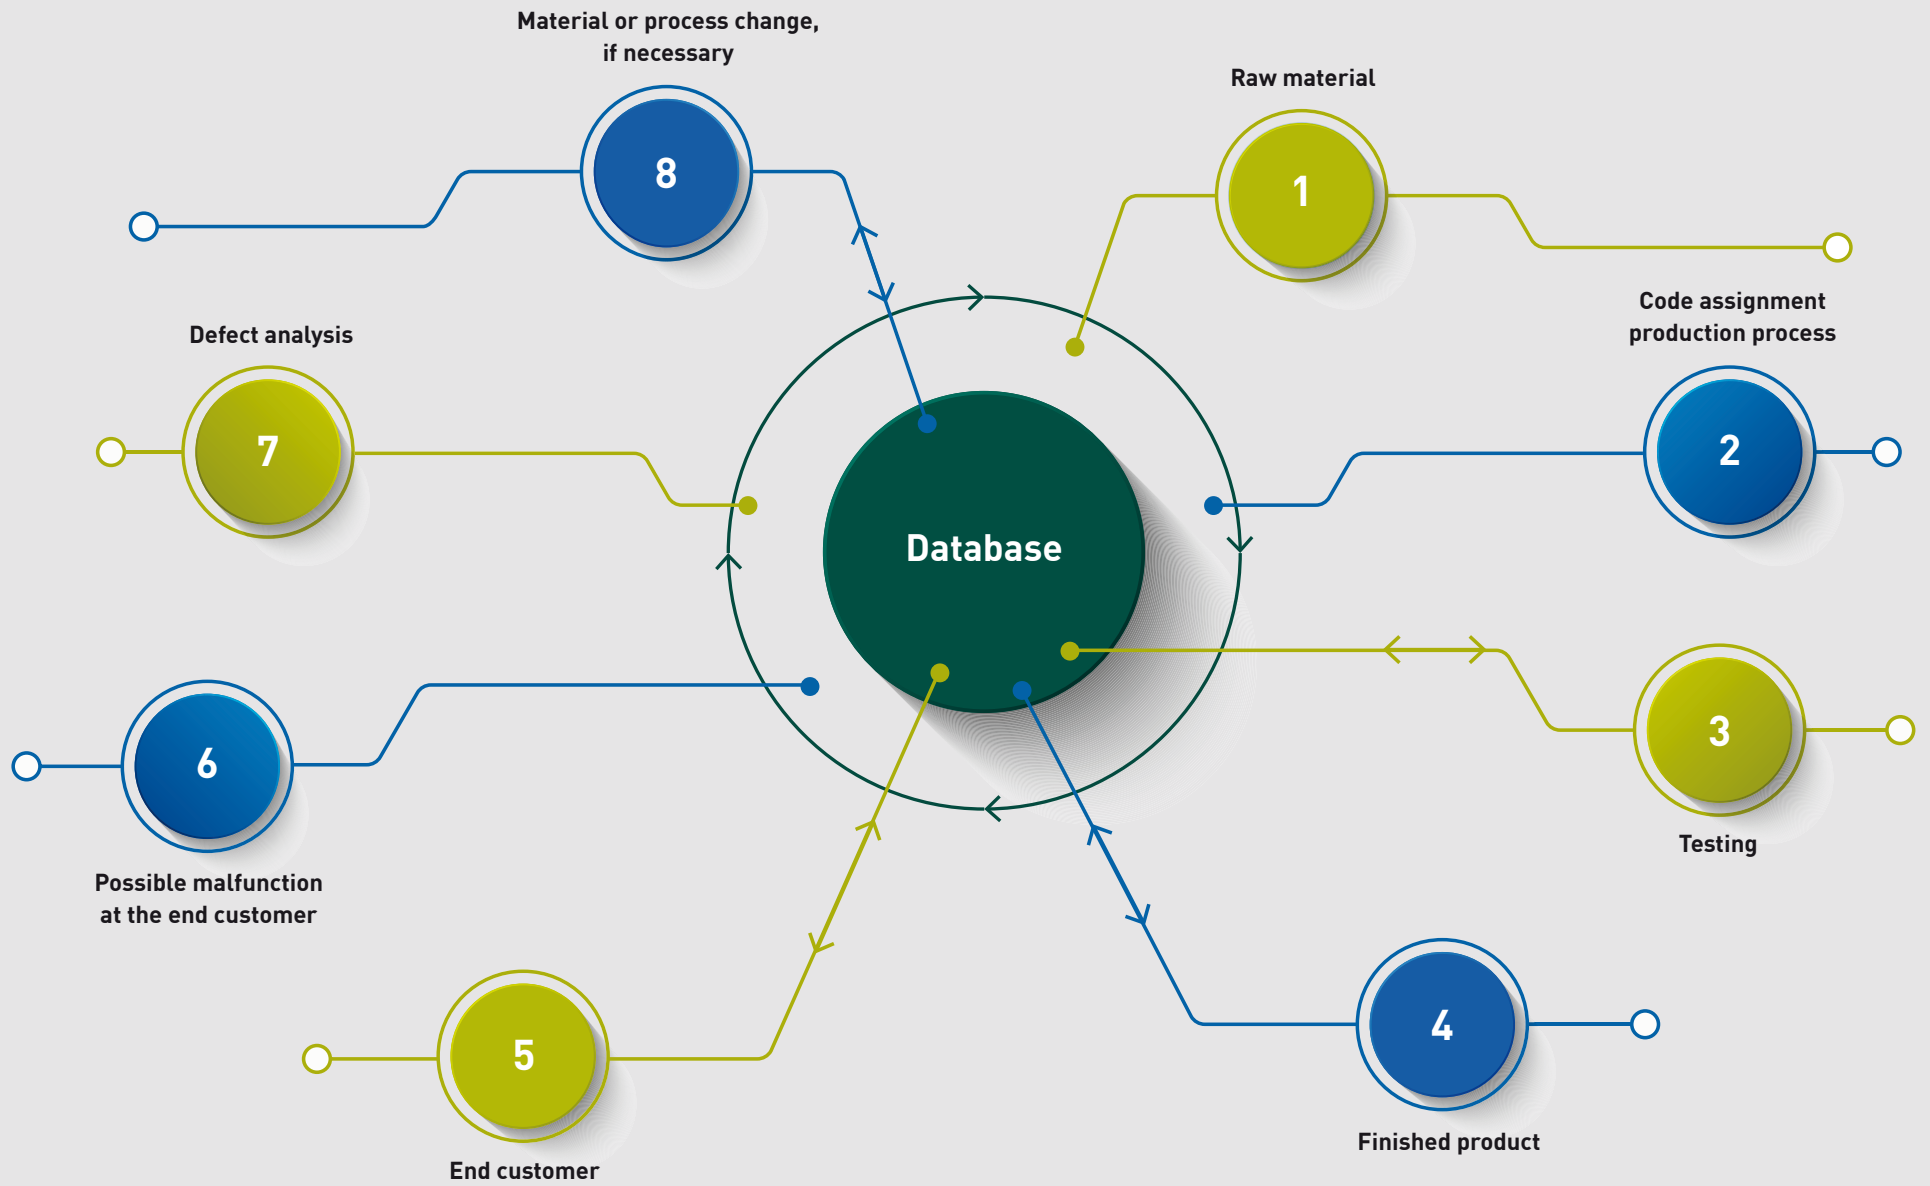 Material or process change,
if necessary
8
Raw material
1
Code assignment
production process
2
Defect analysis
7
Database
3
Testing
6
Possible malfunction
at the end customer
4
Finished product
5
End customer